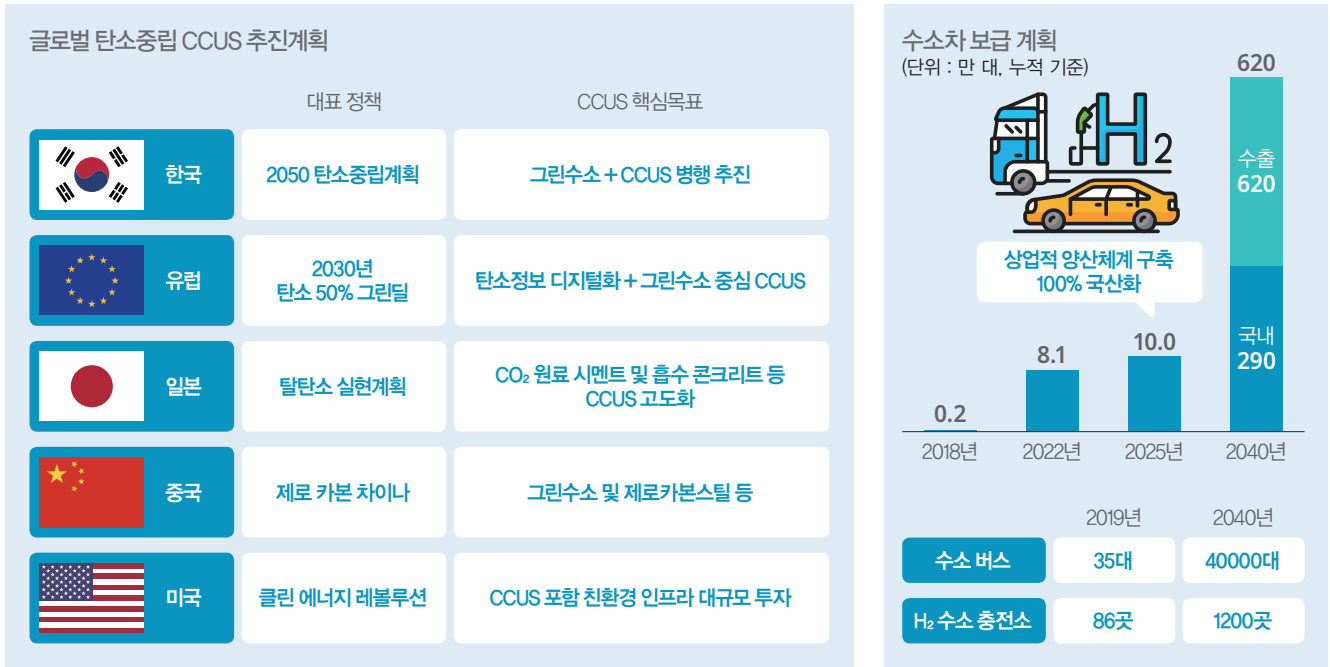 글로벌 탄소중립 CCUS 추진계획
대표 정책
CCUS 핵심목표
한국
2050 탄소중립계획
그린수소 + CCUS 병행 추진
유럽
2030년
탄소 50% 그린딜
탄소정보 디지털화 + 그린수소 중심 CCUS
일본
탈탄소 실현계획
CO₂ 원료 시멘트 및 흡수 콘크리트 등
CCUS 고도화
중국
제로 카본 차이나
그린수소 및 제로카본스틸 등
미국
클린 에너지 레볼루션
CCUS 포함 친환경 인프라 대규모 투자
수소차 보급 계획
(단위 : 만 대, 누적 기준)
H2
상업적 양산체계 구축
100% 국산화
0.2
8.1
10.0
620
수출
620
국내
290
2018년
2022년
2025년
2040년
2019년
2040년
수소 버스
35대
40000대
H₂ 수소 충전소
86곳
1200곳